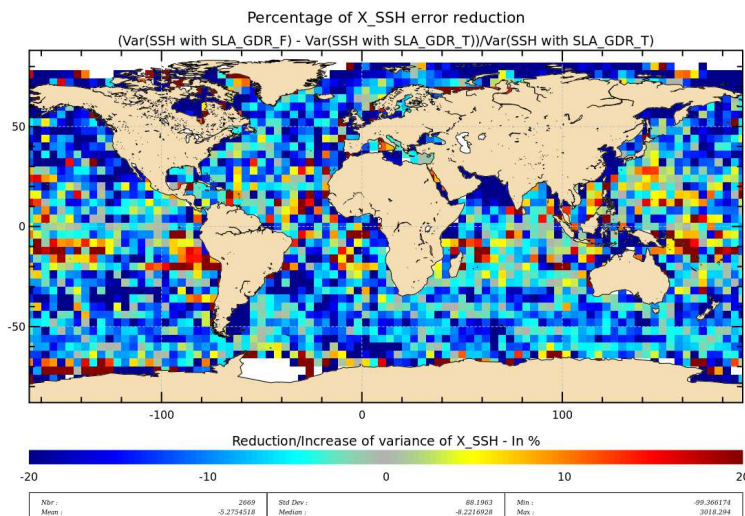 Percentage of X_SSH error reduction
(Var(SSH with SLA_GDR_F) - Var(SSH with SLA_GDR_T))/Var(SSH with SLA_GDR_T)
50
0
-50
-100 0 100
Reduction/Increase of variance of X_SSH - In %
-20 -10 0 10 20
Nbr : 2669 Std Dev : 88.1963 Min : -99.366174
Mean : -5.2754518 Median : -8.2216928 Max : 3018.294